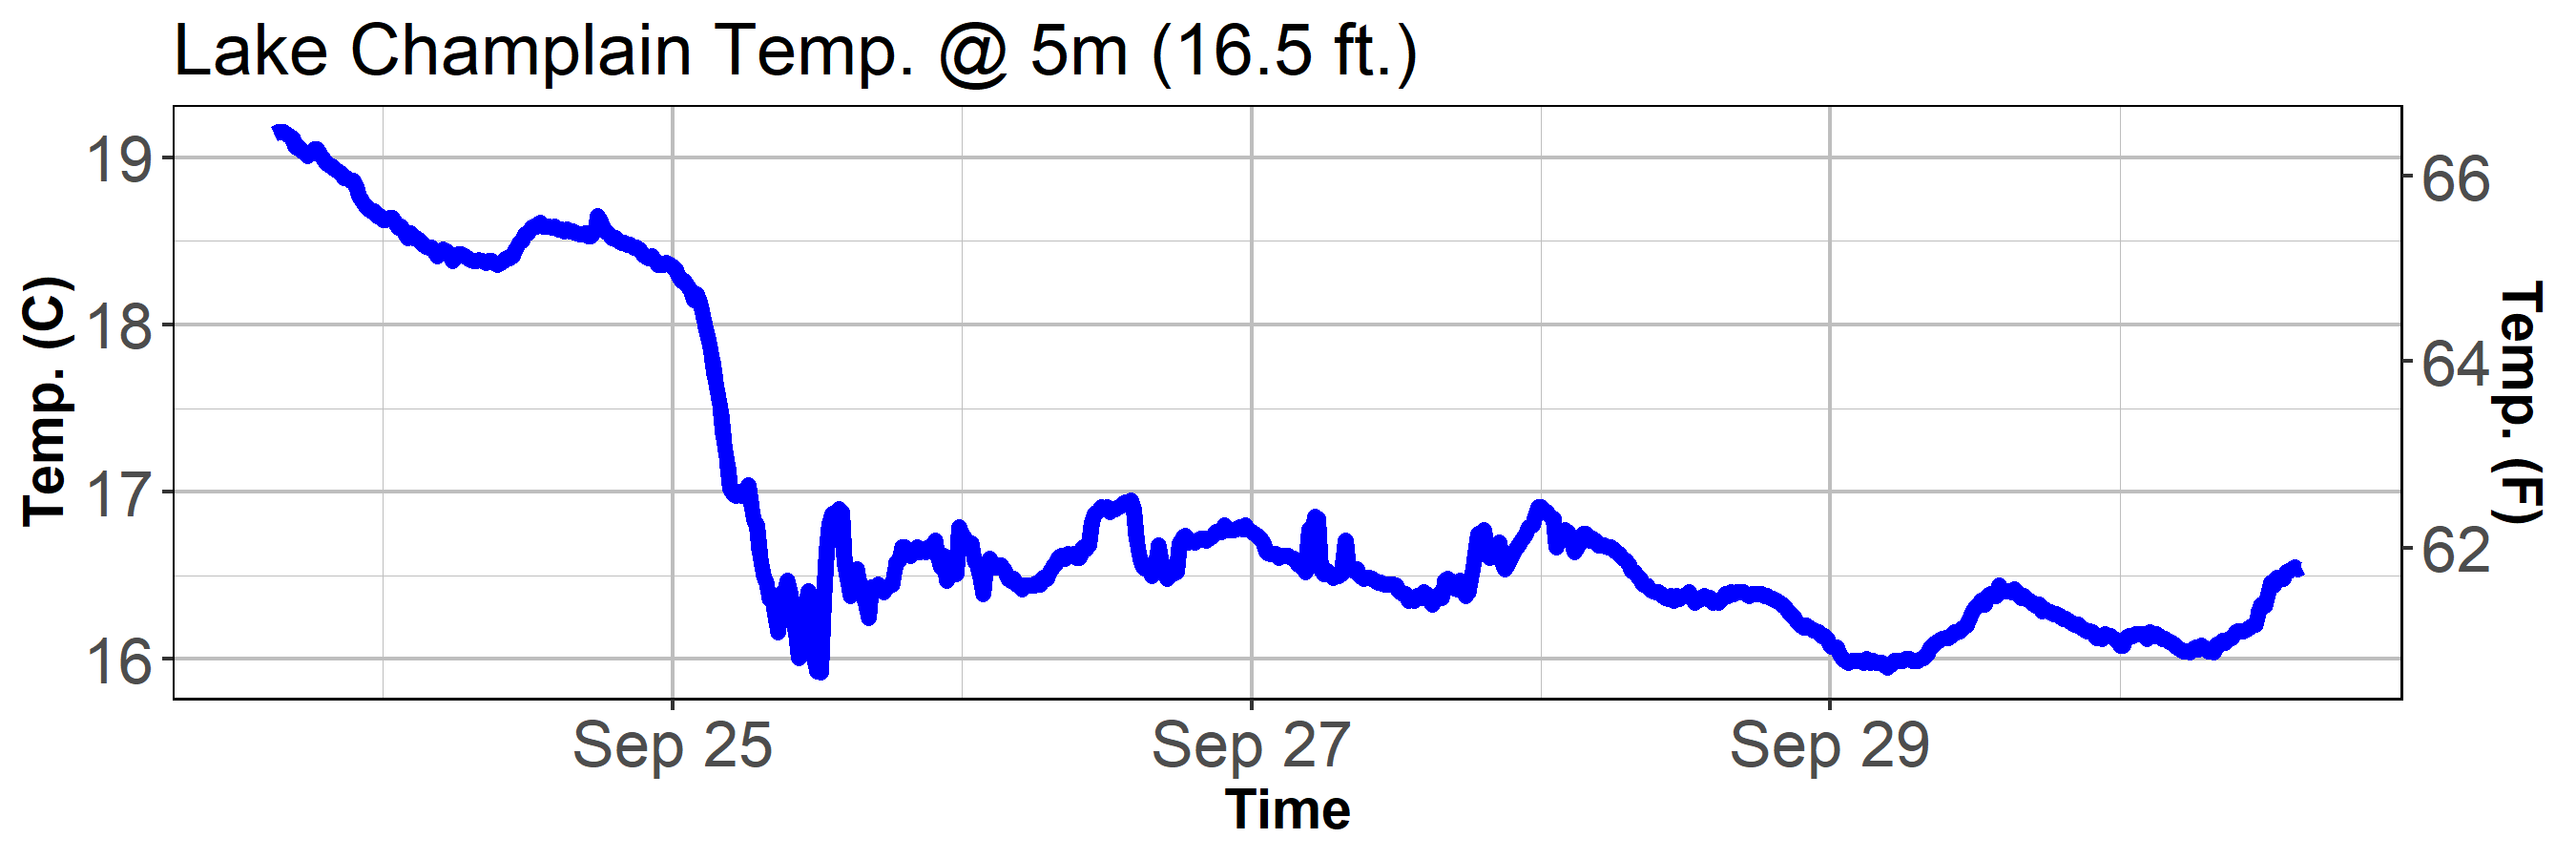 Lake Champlain Temp. @ 5m (16.5 ft.)
19
18
17
16
Temp. (C)
66
64
62
Temp. (F)
Sep 25 Sep 27 Sep 29
Time